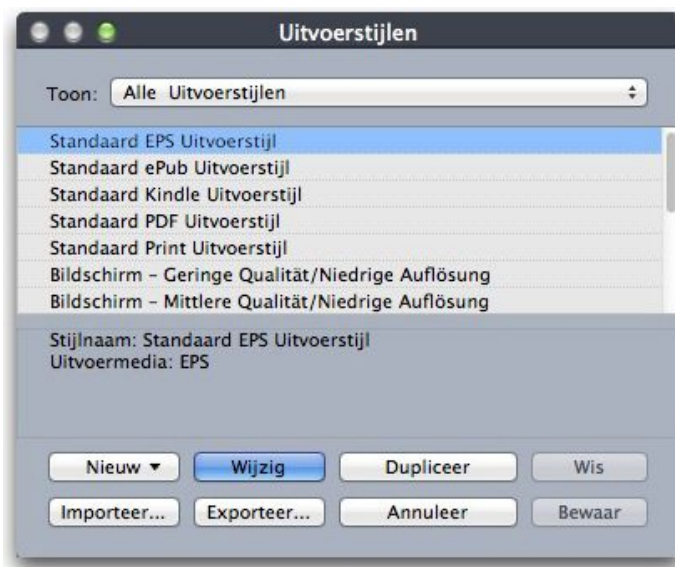 Uitvoerstijlen
Toon: Alle Uitvoerstijlen
Standaard EPS Uitvoerstijl
Standaard ePub Uitvoerstijl
Standaard Kindle Uitvoerstijl
Standaard PDF Uitvoerstijl
Standaard Print Uitvoerstijl
Bildschirm – Geringe Qualität/Niedrige Auflösung
Bildschirm – Mittlere Qualität/Niedrige Auflösung
Stijlnaam: Standaard EPS Uitvoerstijl
Uitvoermedia: EPS
Nieuw Wijzig Dupliceer Wis
Importeer... Exporteer... Annuleer Bewaar